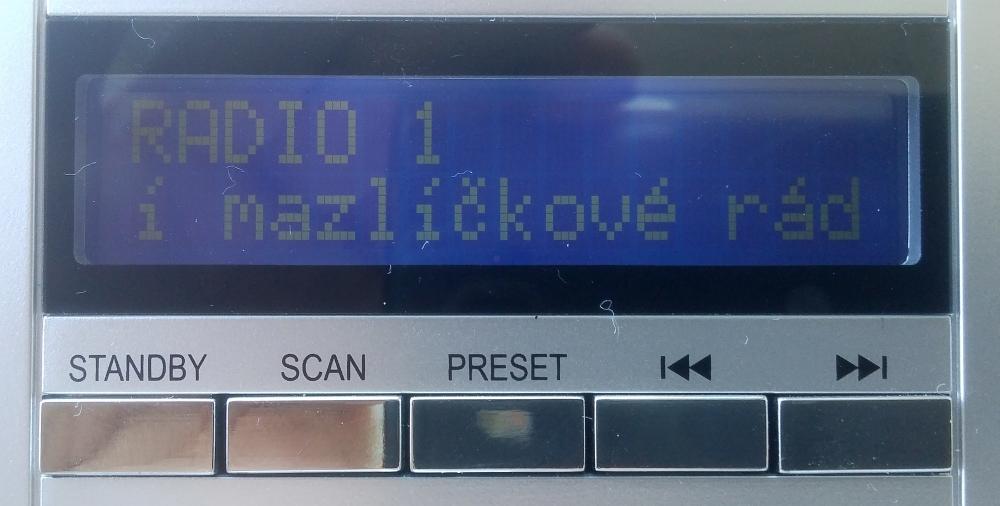 RADIO 1
í mazlíčkové rád
STANDBY SCAN PRESET